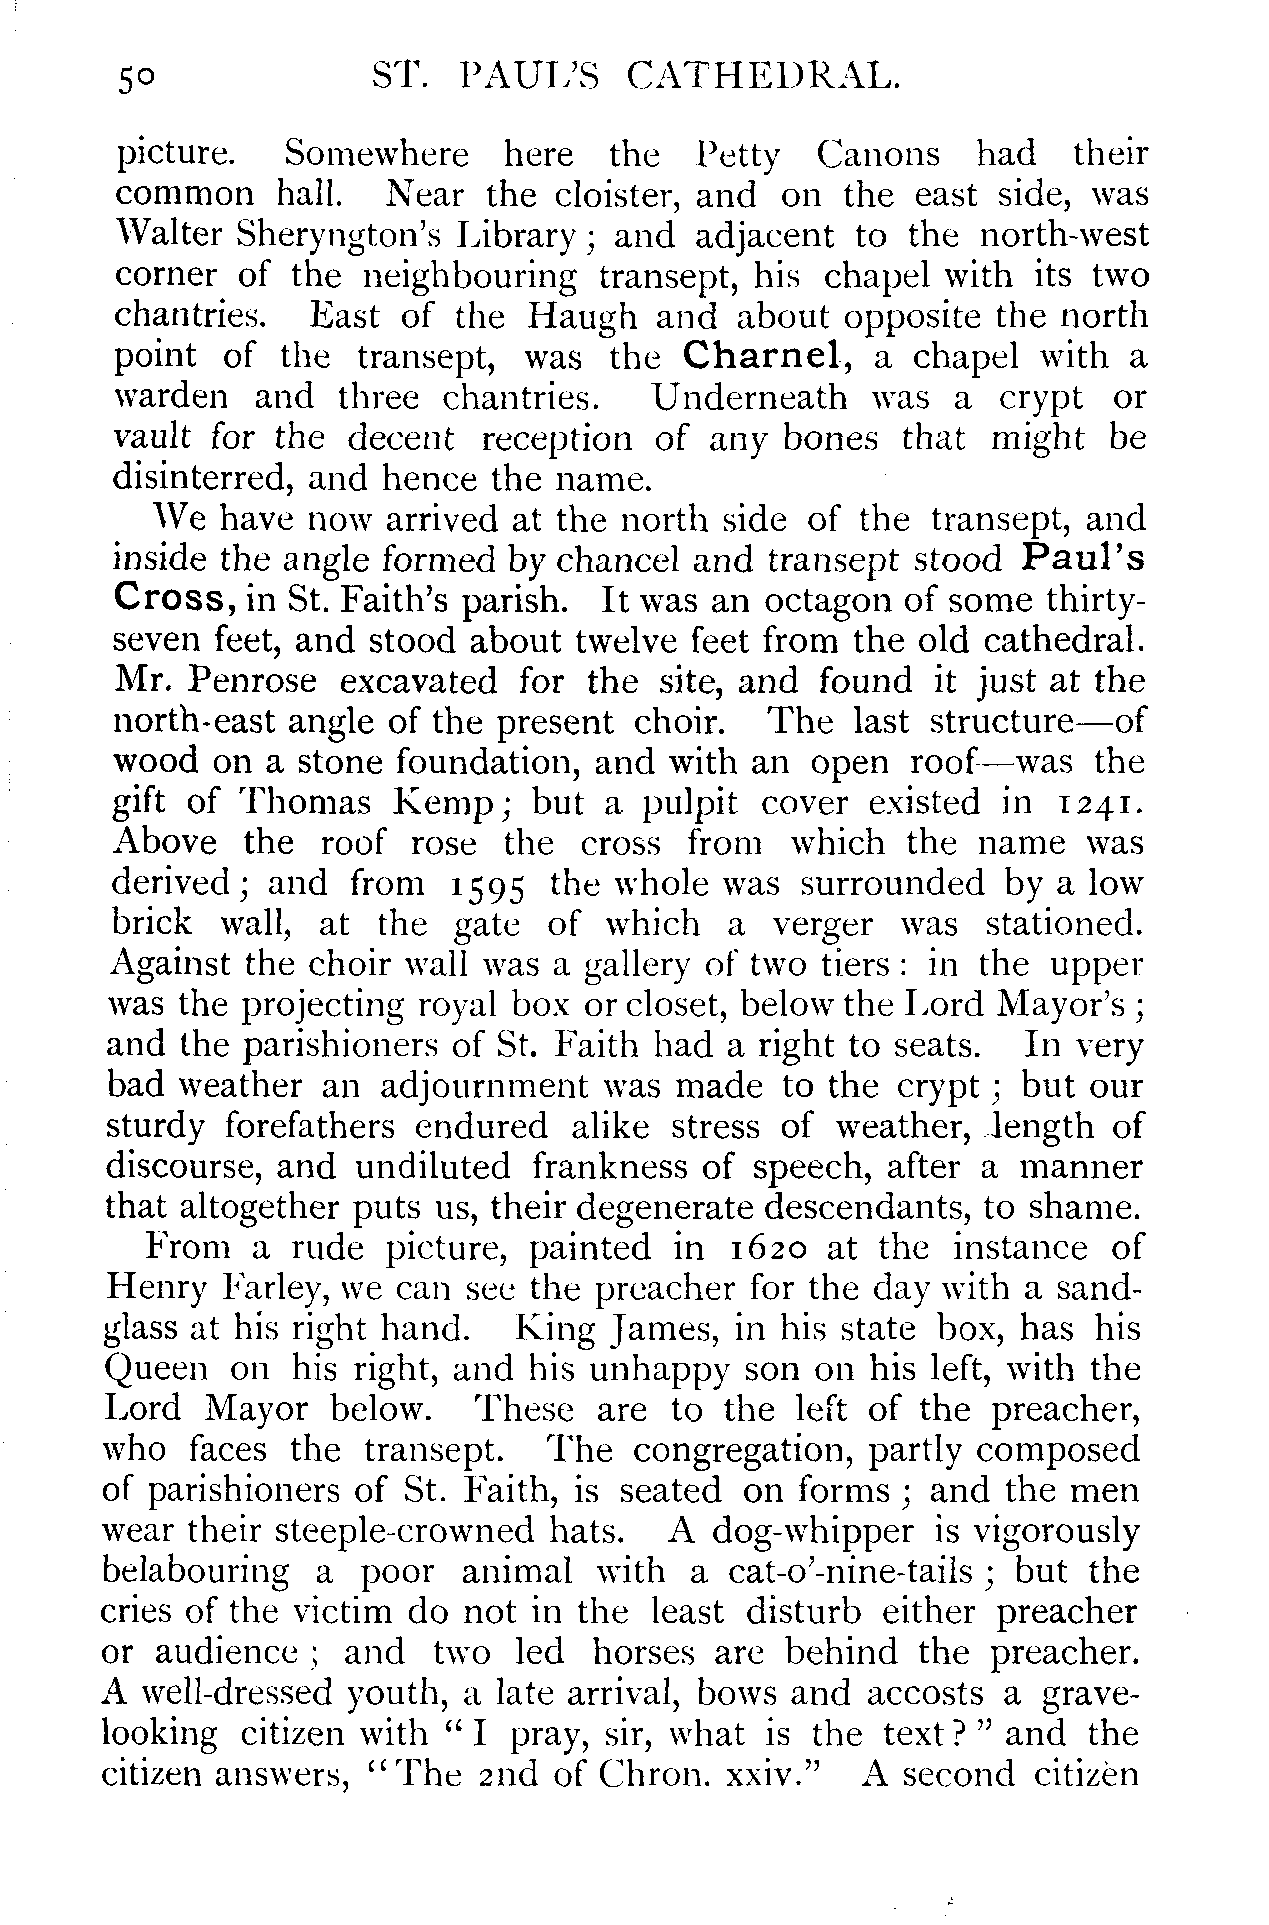 50 ST. PAUL'S CATHEDRAL.
picture. Somewhere here the Petty Canons had their
common hall. Near the cloister, and on the east side, was
Walter Sheryngton's Library ; and adjacent to the north-west
corner of the neighbouring transept, his chapel with its two
chantries. East of the Haugh and about opposite the north
point of the transept, was the Charnel, a chapel with a
warden and three chantries. Underneath was a crypt or
vault for the decent reception of any bones that might be
disinterred, and hence the name.
We have now arrived at the north side of the transept, and
inside the angle formed by chancel and transept stood Paul's
Cross, in St. Faith's parish. It was an octagon of some thirty-
seven feet, and stood about twelve feet from the old cathedral.
Mr. Penrose excavated for the site, and found it just at the
north-east angle of the present choir. The last structure—of
wood on a stone foundation, and with an open roof—was the
gift of Thomas Kemp; but a pulpit cover existed in 1241.
Above the roof rose the cross from which the name was
derived ; and from 1595 the whole was surrounded by a low
brick wall, at the gate of which a verger was stationed.
Against the choir wall was a gallery of two tiers : in the upper
was the projecting royal box or closet, below the Lord Mayor's ;
and the parishioners of St. Faith had a right to seats. In very
bad weather an adjournment was made to the crypt ; but our
sturdy forefathers endured alike stress of weather, length of
discourse, and undiluted frankness of speech, after a manner
that altogether puts us, their degenerate descendants, to shame.
From a rude picture, painted in 1620 at the instance of
Henry Farley, we can see the preacher for the day with a sand-
glass at his right hand. King James, in his state box, has his
Queen on his right, and his unhappy son on his left, with the
Lord Mayor below. These are to the left of the preacher,
who faces the transept. The congregation, partly composed
of parishioners of St. Faith, is seated on forms ; and the men
wear their steeple-crowned hats. A dog-whipper is vigorously
belabouring a poor animal with a cat-o'-nine-tails ; but the
cries of the victim do not in the least disturb either preacher
or audience ; and two led horses are behind the preacher.
A well-dressed youth, a late arrival, bows and accosts a grave-
looking citizen with “ I pray, sir, what is the text ? ” and the
citizen answers, “ The 2nd of Chron. xxiv.” A second citizen